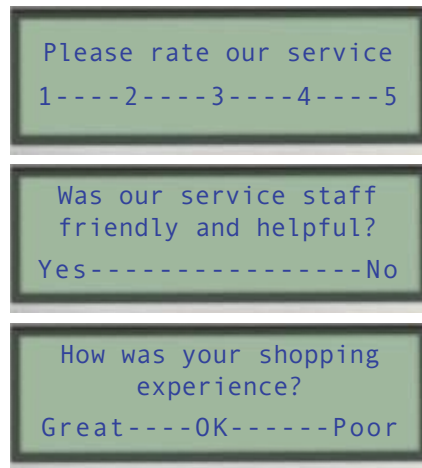 Please rate our service
1----2----3----4----5
Was our service staff
friendly and helpful?
Yes----------------No
How was your shopping
experience?
Great----OK------Poor